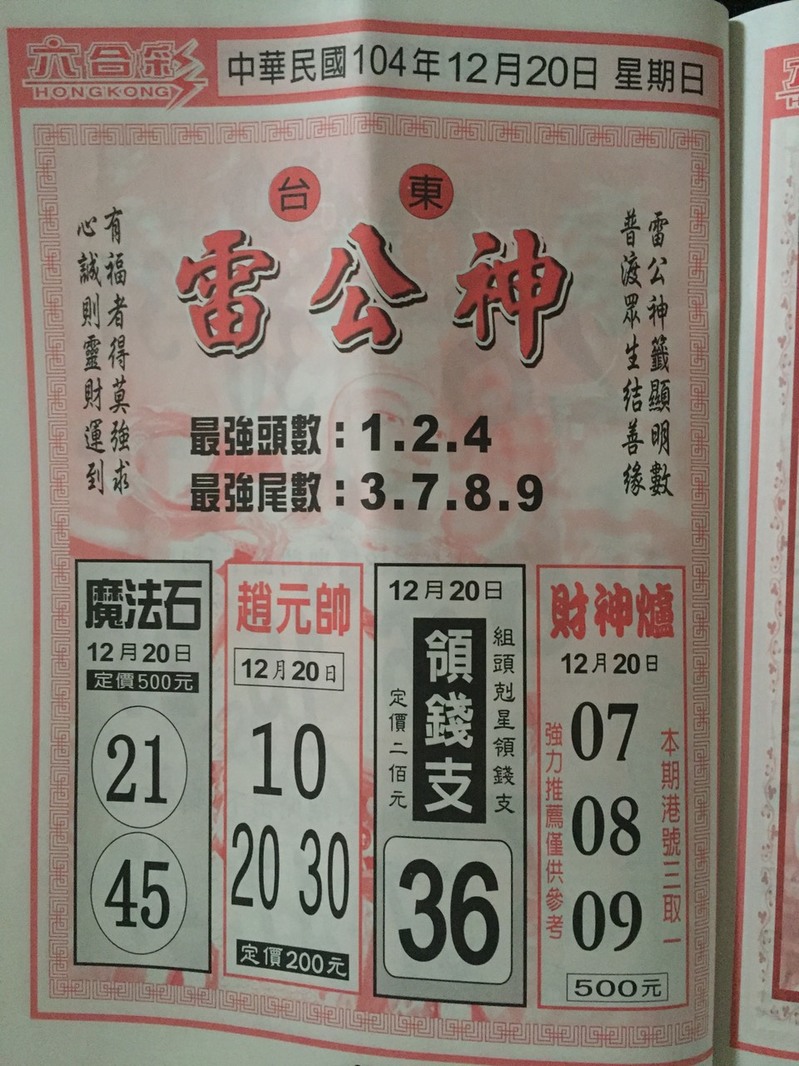 六合彩
HONGKONG
中華民國104年12月20日 星期日
台東
雷公神
雷公神籤顯明數
普渡眾生結善緣
有福者得莫強求
心誠則靈財運到
最強頭數：1.2.4
最強尾數：3.7.8.9
魔法石
12月20日
定價500元
21
45
趙元帥
12月20日
10
20 30
定價200元
12月20日
組頭剋星領錢支
領錢支
定價二佰元
36
財神爐
12月20日
本期港號三取一
07
08
09
強力推薦僅供參考
500元